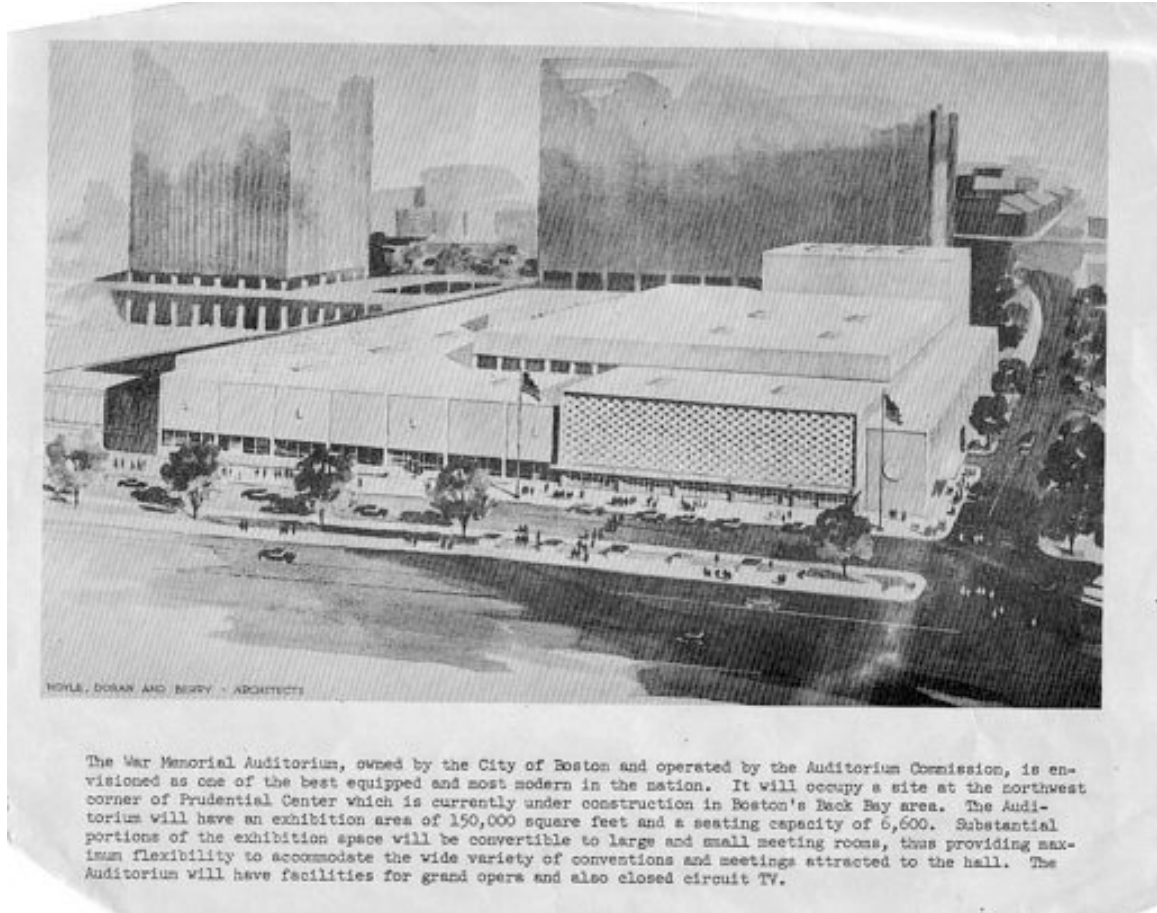 HOYLE, DORAN AND BERRY · ARCHITECTS
The War Memorial Auditorium, owned by the City of Boston and operated by the Auditorium Commission, is en-
visioned as one of the best equipped and most modern in the nation. It will occupy a site at the northwest
corner of Prudential Center which is currently under construction in Boston's Back Bay area. The Audi-
torium will have an exhibition area of 150,000 square feet and a seating capacity of 6,600. Substantial
portions of the exhibition space will be convertible to large and small meeting rooms, thus providing max-
imum flexibility to accommodate the wide variety of conventions and meetings attracted to the hall. The
Auditorium will have facilities for grand opera and also closed circuit TV.